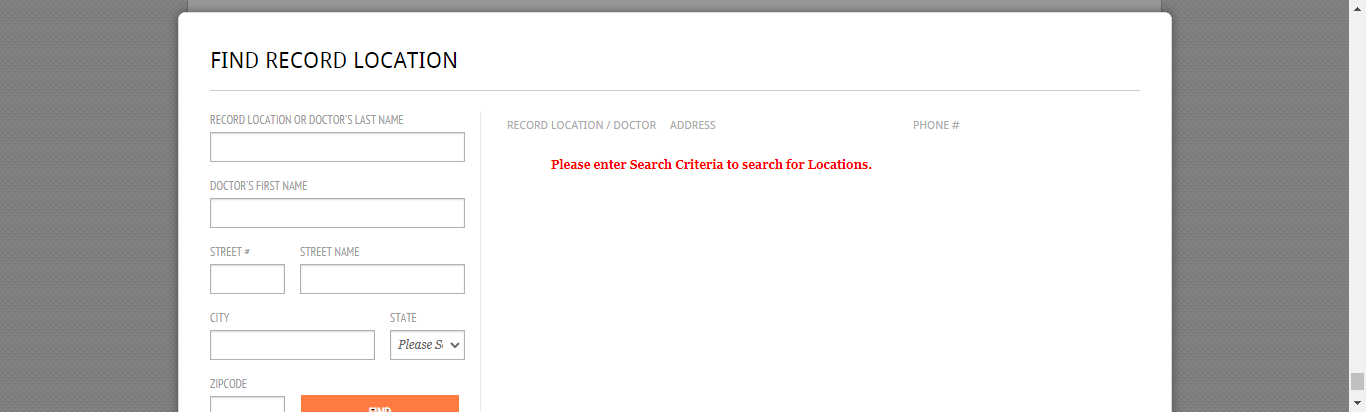 FIND RECORD LOCATION
RECORD LOCATION OR DOCTOR'S LAST NAME
DOCTOR'S FIRST NAME
STREET #
STREET NAME
CITY
STATE
Please Se
ZIPCODE
FIND
RECORD LOCATION / DOCTOR
ADDRESS
PHONE #
Please enter Search Criteria to search for Locations.